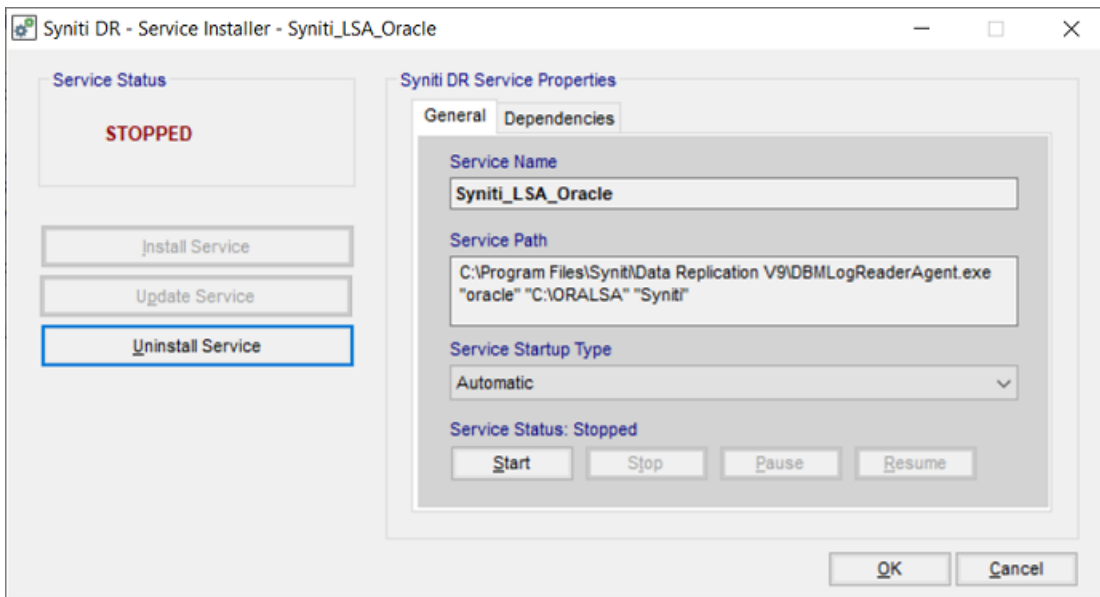 Syniti DR - Service Installer - Syniti_LSA_Oracle
Service Status
STOPPED
Install Service
Update Service
Uninstall Service
Syniti DR Service Properties
General
Dependencies
Service Name
Syniti_LSA_Oracle
Service Path
C:\Program Files\Syniti\Data Replication V9\DBMLogReaderAgent.exe
"oracle" "C:\ORALSA" "Syniti"
Service Startup Type
Automatic
Service Status: Stopped
Start
Stop
Pause
Resume
OK
Cancel